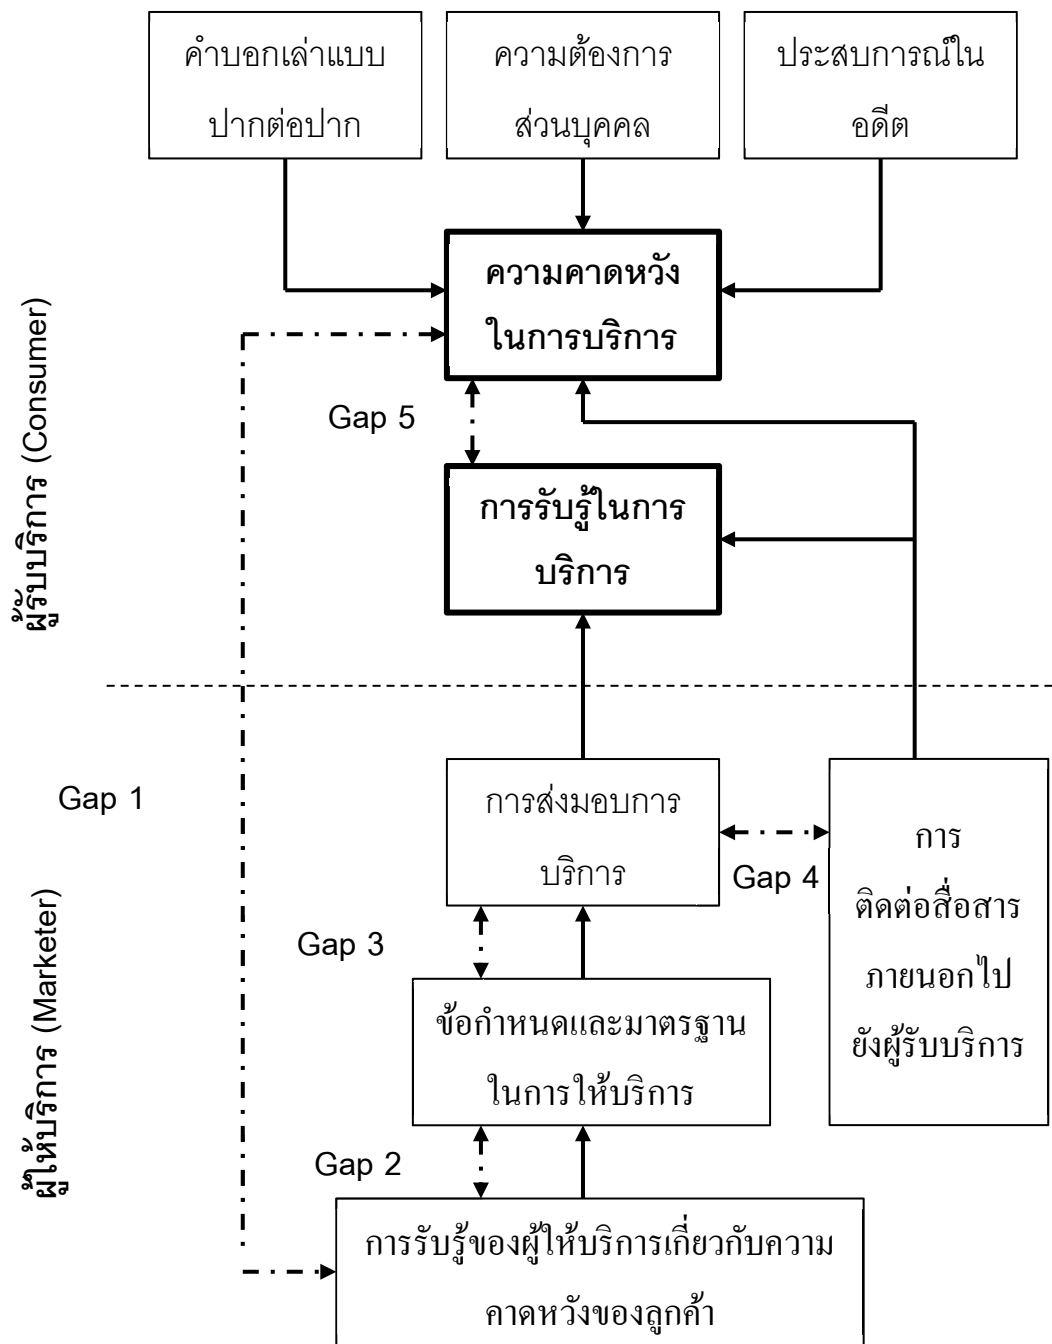 คำบอกเล่าแบบ
ปากต่อปาก
ความต้องการ
ส่วนบุคคล
ประสบการณ์ใน
อดีต
ความคาดหวัง
ในการบริการ
Gap 5
การรับรู้ในการ
บริการ
ผู้รับบริการ (Consumer)
Gap 1
การส่งมอบการ
บริการ
Gap 4
การ
ติดต่อสื่อสาร
ภายนอกไป
ยังผู้รับบริการ
Gap 3
ข้อกำหนดและมาตรฐาน
ในการให้บริการ
Gap 2
การรับรู้ของผู้ให้บริการเกี่ยวกับความ
คาดหวังของลูกค้า
ผู้ให้บริการ (Marketer)